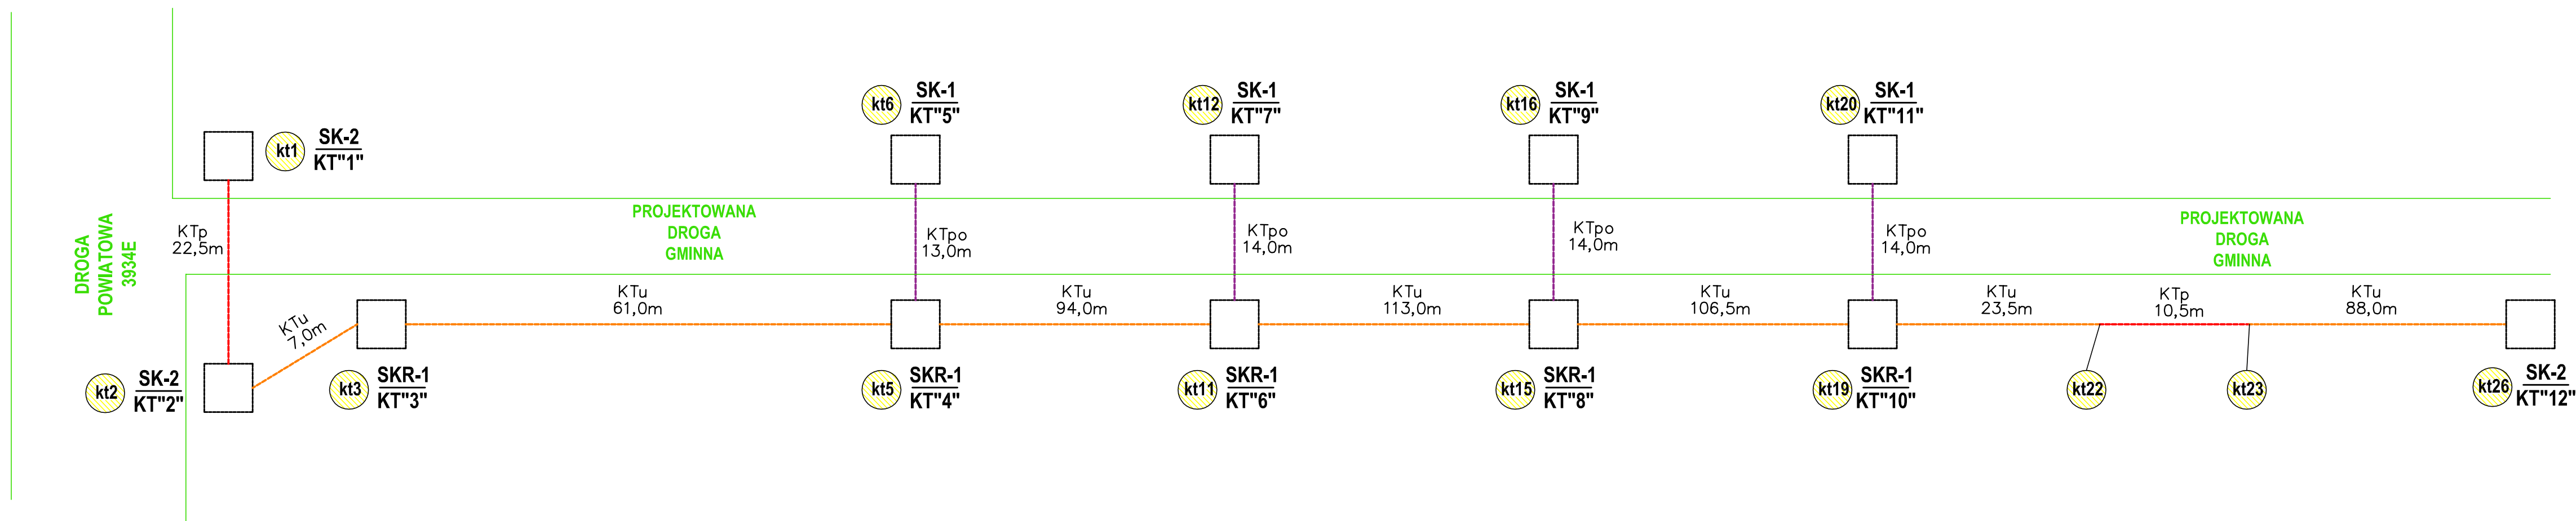 kt1
SK-2
KT"1"
kt6
SK-1
KT"5"
kt12
SK-1
KT"7"
kt16
SK-1
KT"9"
kt20
SK-1
KT"11"
DROGA
POWIATOWA
3934E
KTp
22,5m
PROJEKTOWANA
DROGA
GMINNA
KTpo
13,0m
KTpo
14,0m
KTpo
14,0m
KTpo
14,0m
PROJEKTOWANA
DROGA
GMINNA
KTu
7,0m
KTu
61,0m
KTu
94,0m
KTu
113,0m
KTu
106,5m
KTu
23,5m
KTp
10,5m
KTu
88,0m
kt2
SK-2
KT"2"
kt3
SKR-1
KT"3"
kt5
SKR-1
KT"4"
kt11
SKR-1
KT"6"
kt15
SKR-1
KT"8"
kt19
SKR-1
KT"10"
kt22
kt23
kt26
SK-2
KT"12"